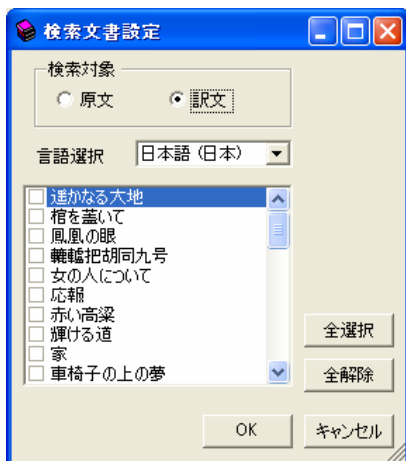 検索文書設定
検索対象
原文 訳文
言語選択 日本語（日本）
遥かなる大地
棺を蓋いて
鳳凰の眼
轆轤把胡同九号
女の人について
応報
赤い高粱
輝ける道
家
車椅子の上の夢
全選択
全解除
OK キャンセル